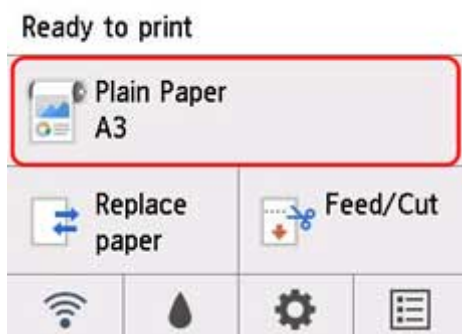 Ready to print
Plain Paper
A3
Replace
paper
Feed/Cut